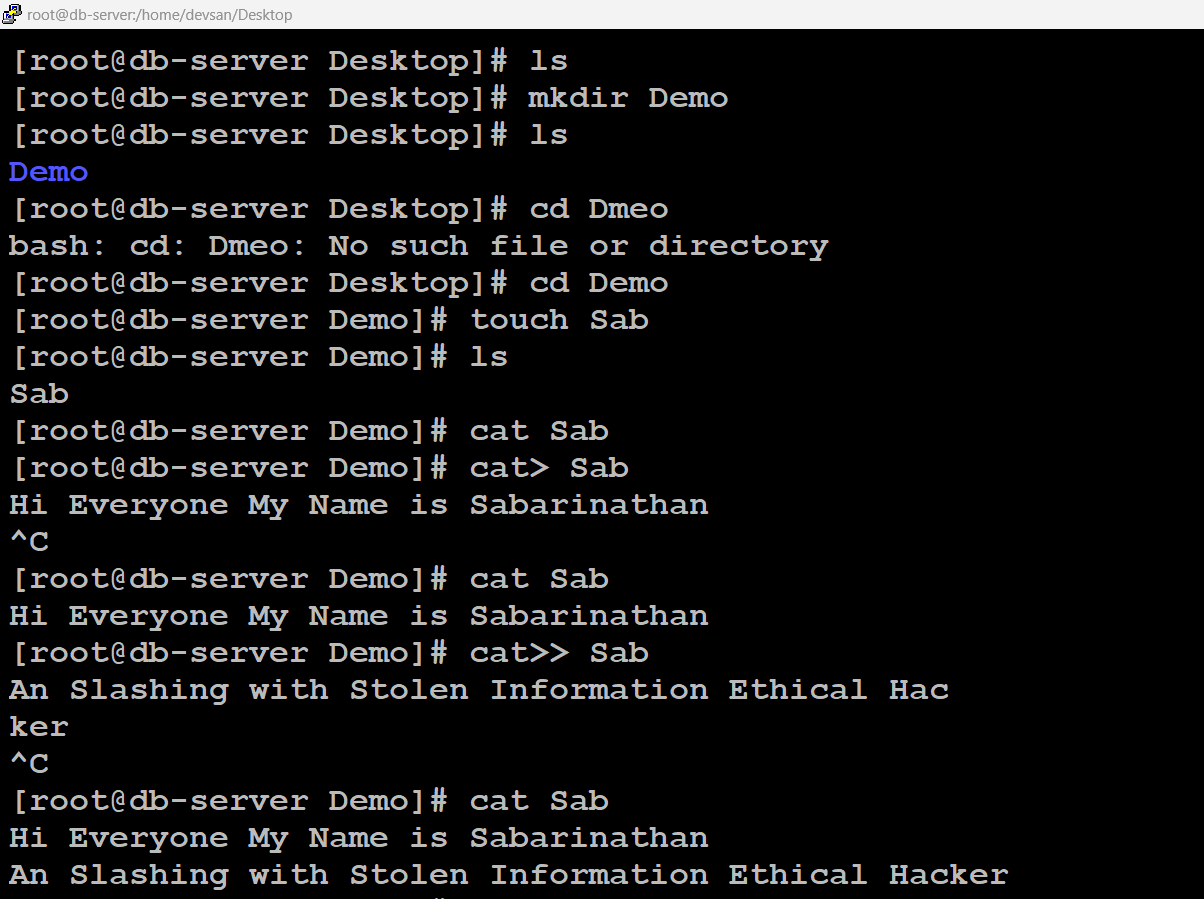 root@db-server:/home/devsan/Desktop
[root@db-server Desktop]# ls
[root@db-server Desktop]# mkdir Demo
[root@db-server Desktop]# ls
Demo
[root@db-server Desktop]# cd Dmeo
bash: cd: Dmeo: No such file or directory
[root@db-server Desktop]# cd Demo
[root@db-server Demo]# touch Sab
[root@db-server Demo]# ls
Sab
[root@db-server Demo]# cat Sab
[root@db-server Demo]# cat> Sab
Hi Everyone My Name is Sabarinathan
^C
[root@db-server Demo]# cat Sab
Hi Everyone My Name is Sabarinathan
[root@db-server Demo]# cat>> Sab
An Slashing with Stolen Information Ethical Hac
ker
^C
[root@db-server Demo]# cat Sab
Hi Everyone My Name is Sabarinathan
An Slashing with Stolen Information Ethical Hacker